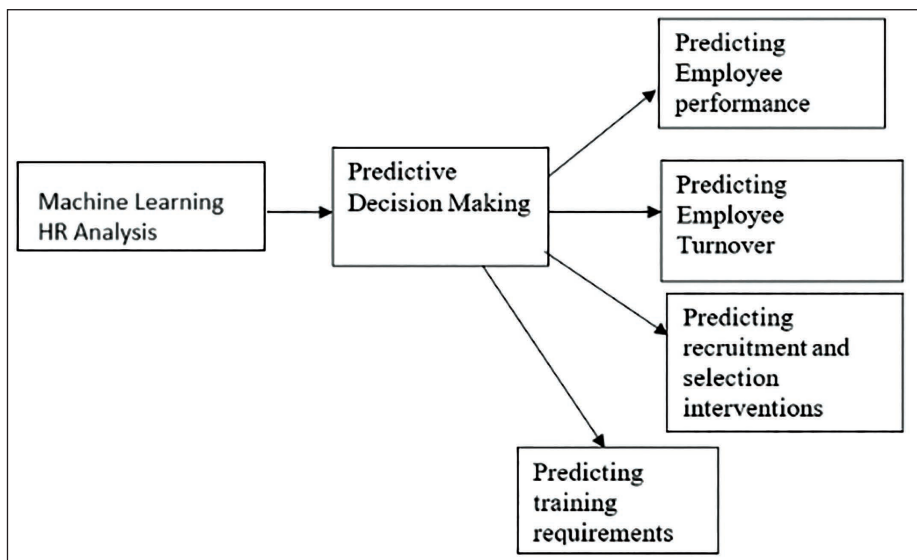 Machine Learning
HR Analysis
Predictive
Decision Making
Predicting
Employee
performance
Predicting
Employee
Turnover
Predicting
recruitment and
selection
interventions
Predicting
training
requirements